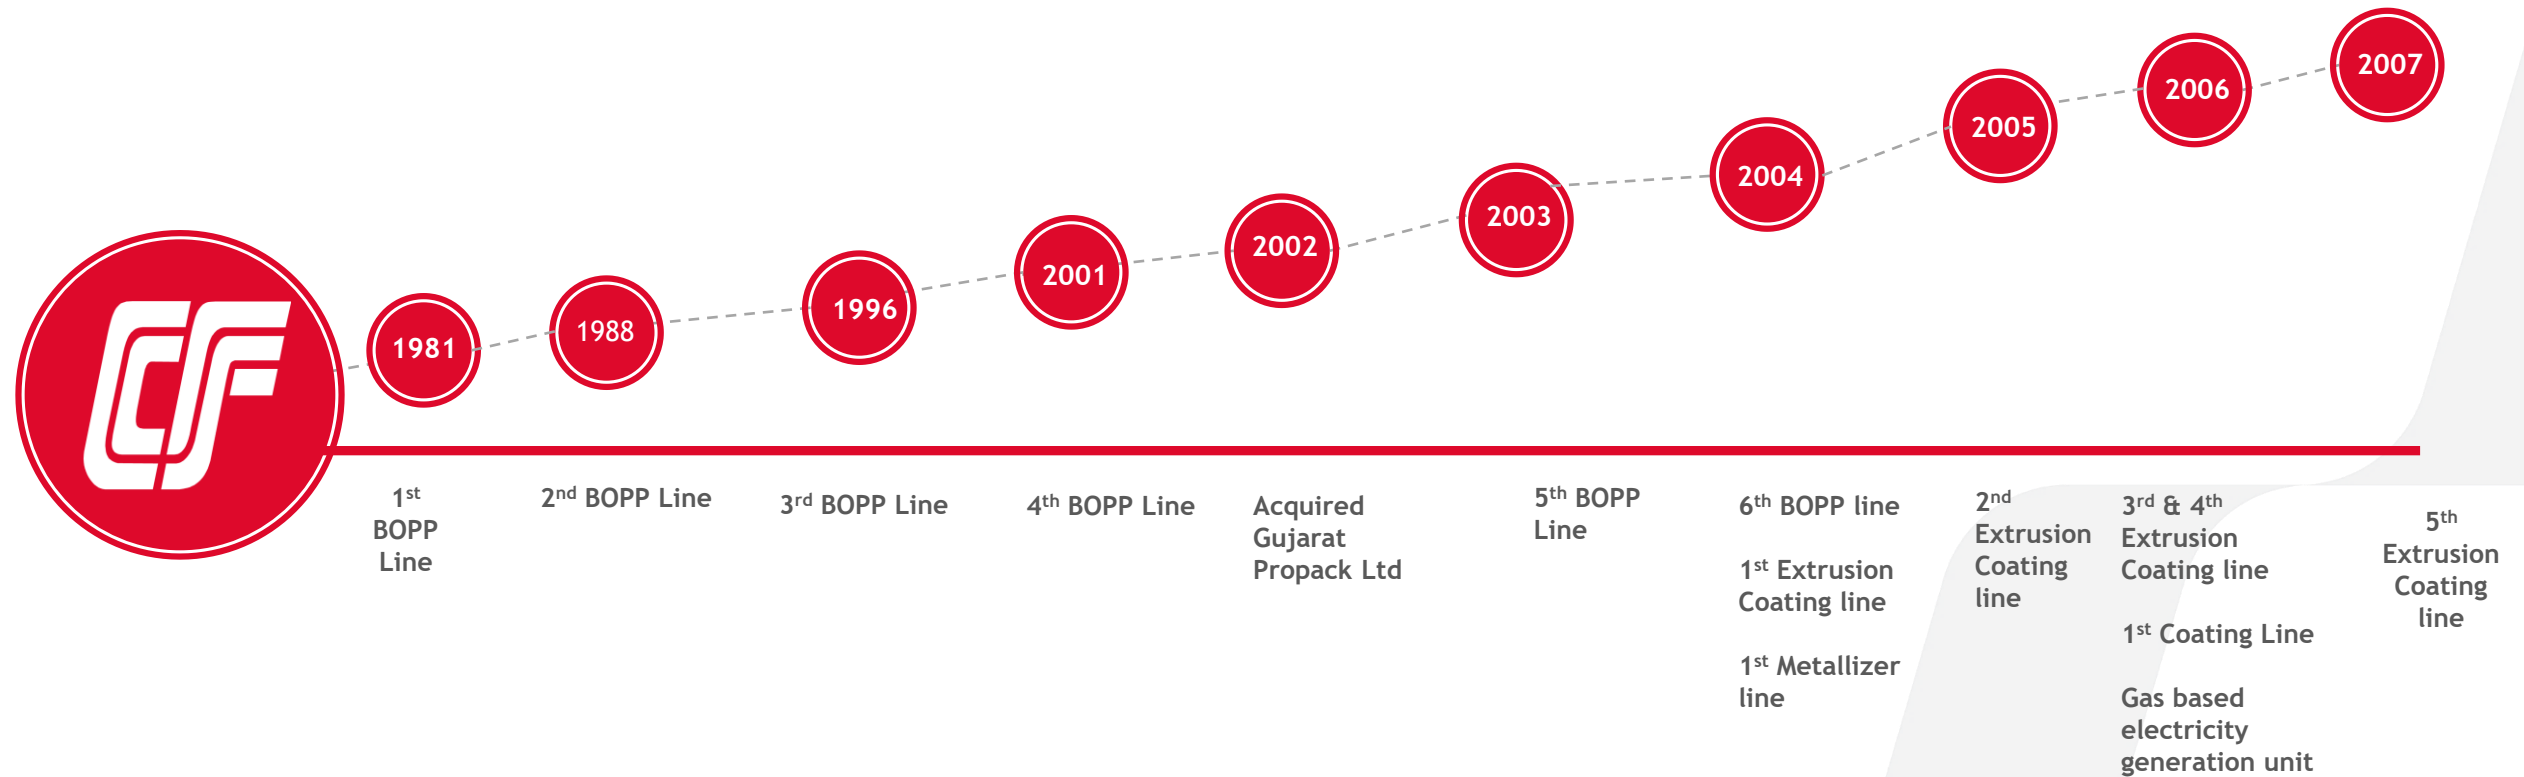 1981
1988
1996
2001
2002
2003
2004
2005
2006
2007
CF
1st
BOPP
Line
2nd BOPP Line
3rd BOPP Line
4th BOPP Line
Acquired
Gujarat
Propack Ltd
5th BOPP
Line
6th BOPP line
1st Extrusion
Coating line
1st Metallizer
line
2nd
Extrusion
Coating
line
3rd & 4th
Extrusion
Coating line
1st Coating Line
Gas based
electricity
generation unit
5th
Extrusion
Coating
line